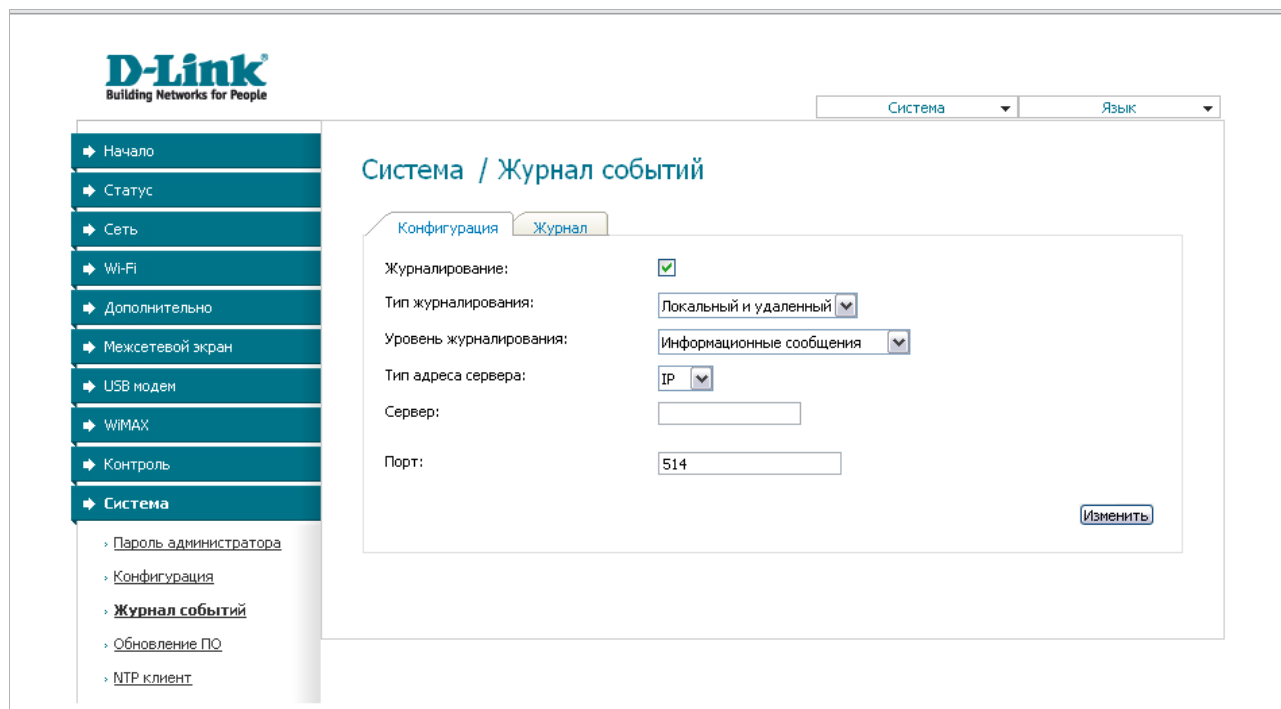 D-Link
Building Networks for People
Система Язык
Начало
Статус
Сеть
Wi-Fi
Дополнительно
Межсетевой экран
USB модем
WiMAX
Контроль
Система
Пароль администратора
Конфигурация
Журнал событий
Обновление ПО
NTP клиент
Система / Журнал событий
Конфигурация Журнал
Журналирование:
Тип журналирования: Локальный и удаленный
Уровень журналирования: Информационные сообщения
Тип адреса сервера: IP
Сервер:
Порт: 514
Изменить